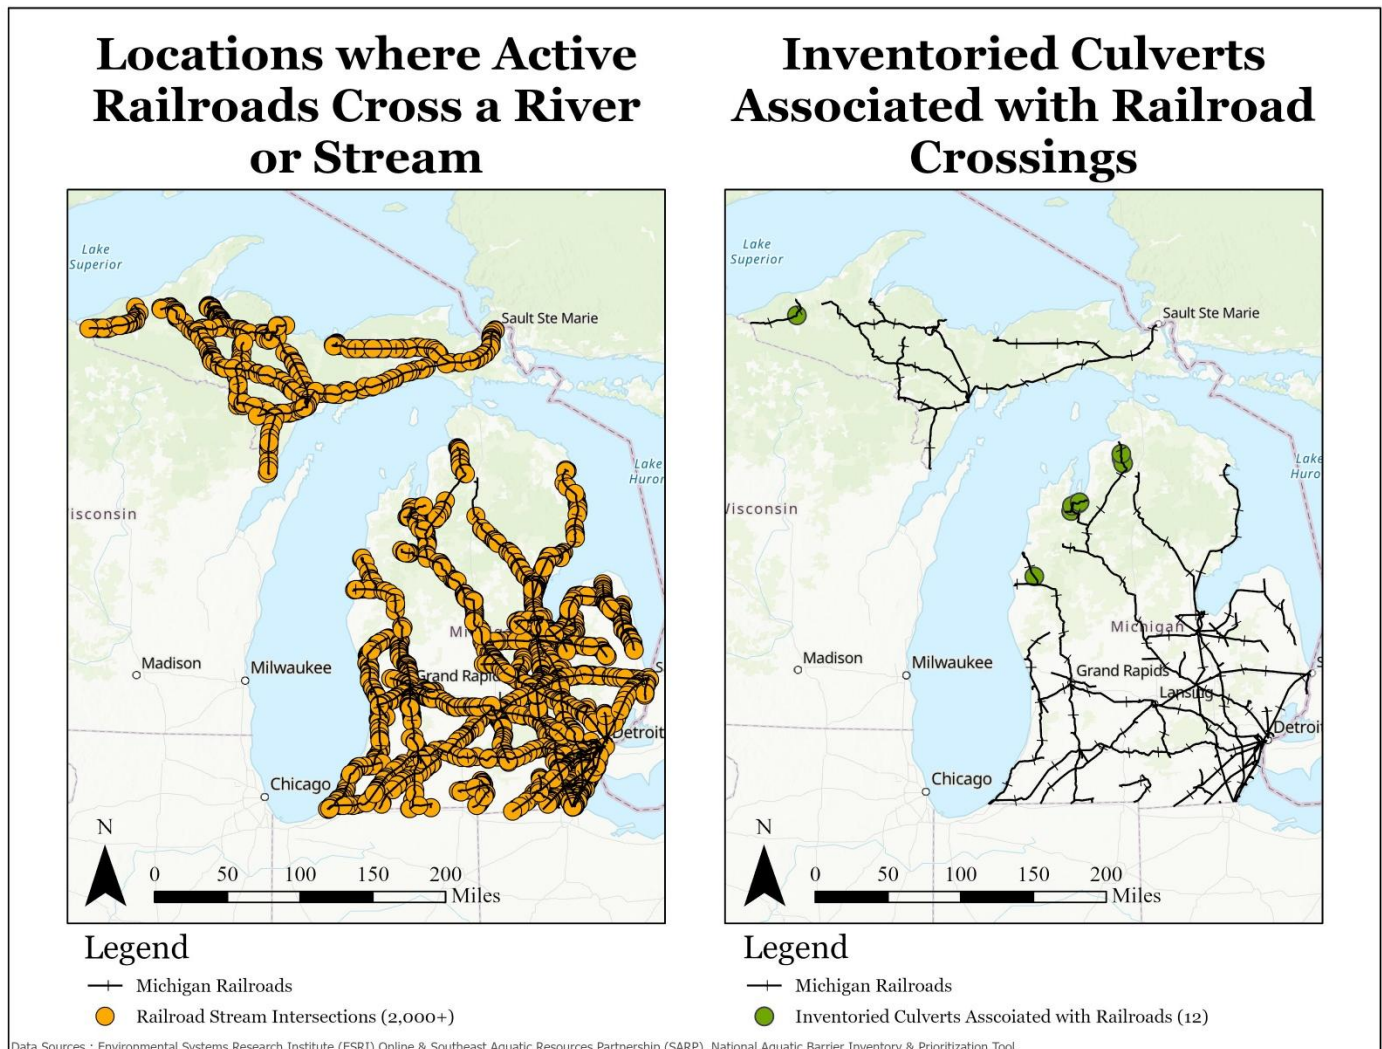 Locations where Active
Railroads Cross a River
or Stream
Lake
Superior
Sault Ste Marie
Lake
Huron
isconsin
Madison
Milwaukee
Grand Rapid
Detroit
Chicago
N
0 50 100 150 200
Miles
Legend
Michigan Railroads
Railroad Stream Intersections (2,000+)
Inventoried Culverts
Associated with Railroad
Crossings
Lake
Superior
Sault Ste Marie
Lake
Huro
Visconsin
Michigan
Madison
Milwaukee
Grand Rapids
Lansing
Detroit
Chicago
N
0 50 100 150 200
Miles
Legend
Michigan Railroads
Inventoried Culverts Asscoiated with Railroads (12)
Data Sources : Environmental Systems Research Institute (ESRI) Online & Southeast Aquatic Resources Partnership (SARP), National Aquatic Barrier Inventory & Prioritization Tool